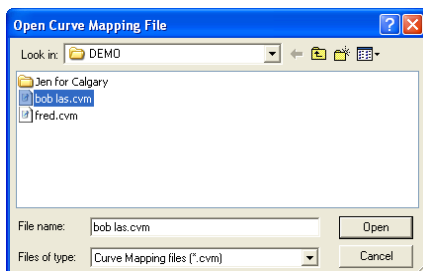 Open Curve Mapping File
Look in: DEMO
Jen for Calgary
bob las.cvm
fred.cvm
File name: bob las.cvm Open
Files of type: Curve Mapping files (*.cvm) Cancel